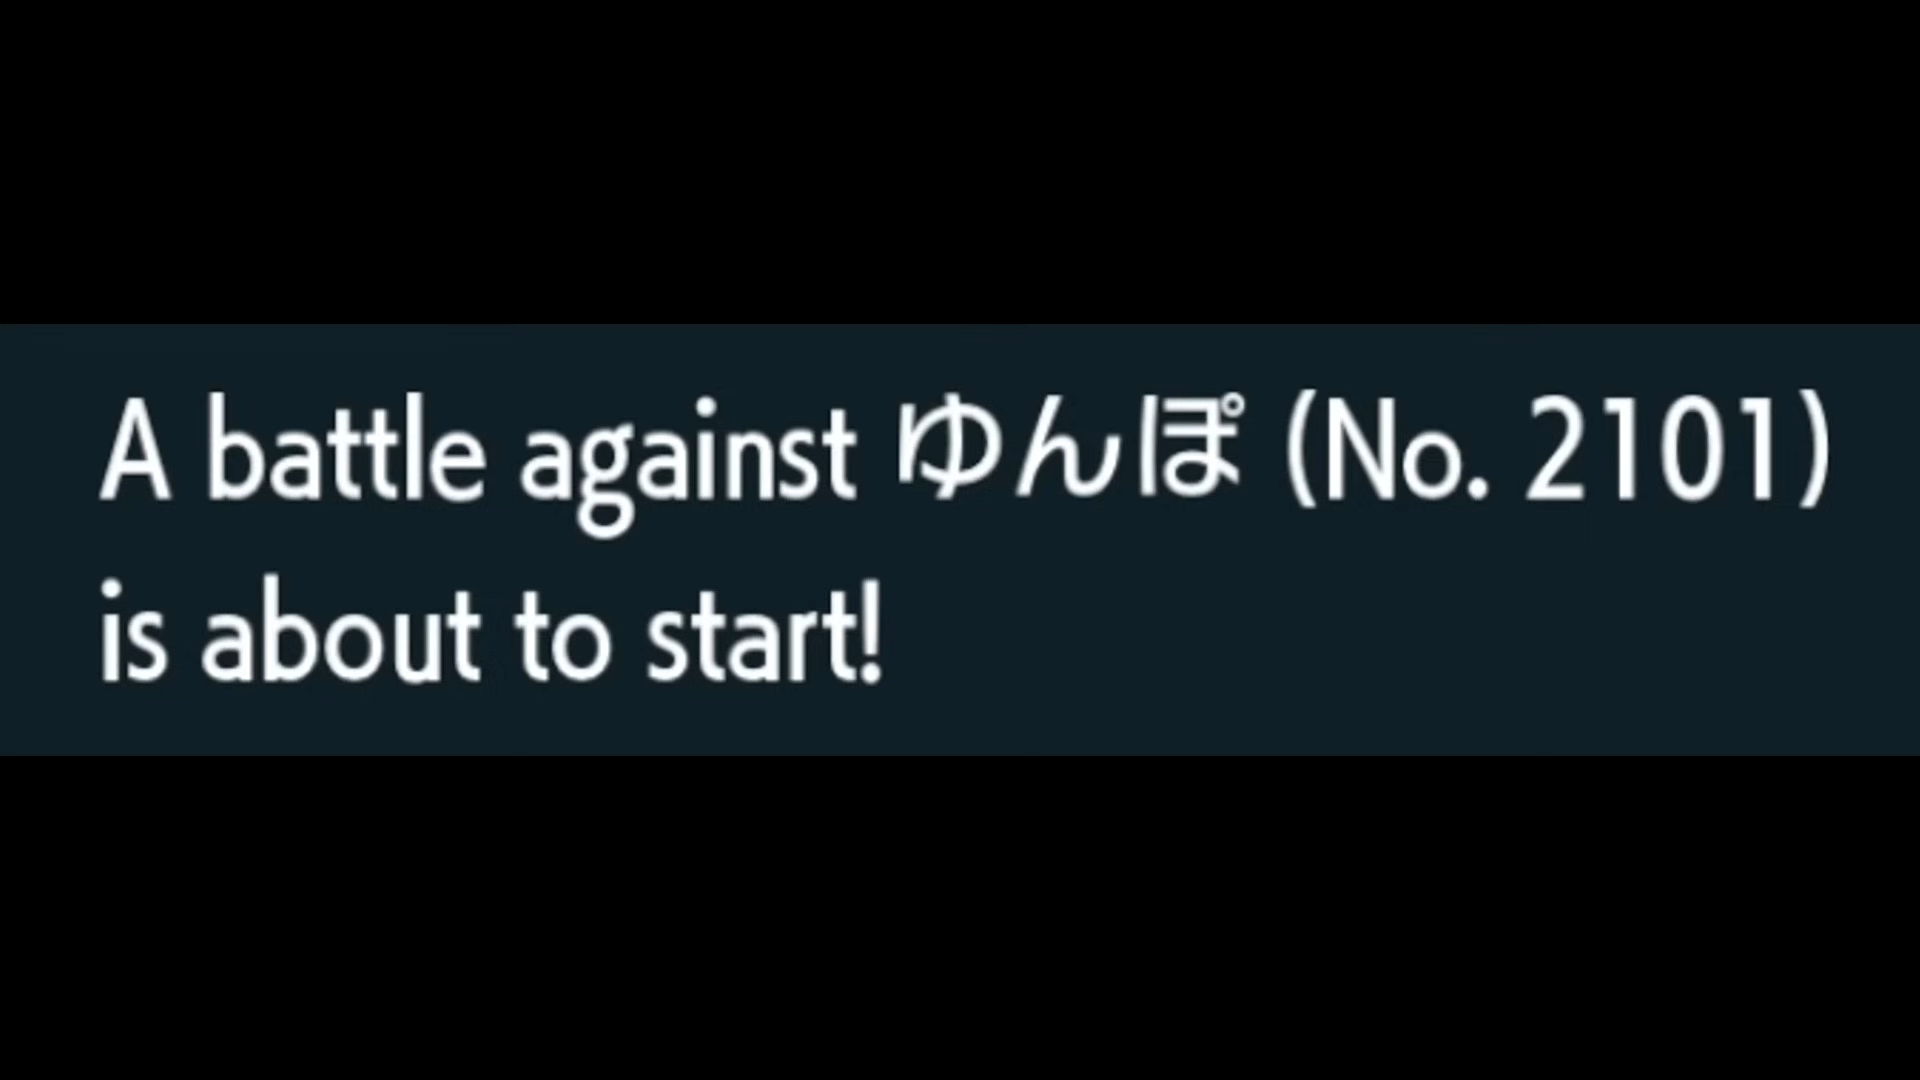 A battle against ゆんぽ (No. 2101)
is about to start!